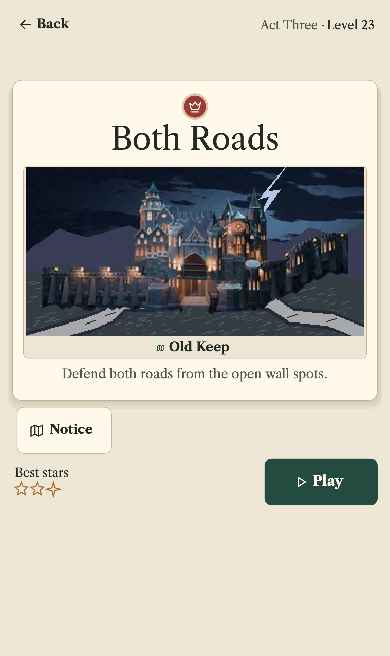 ← Back
Act Three · Level 23
Both Roads
Old Keep
Defend both roads from the open wall spots.
Notice
Best stars
Play